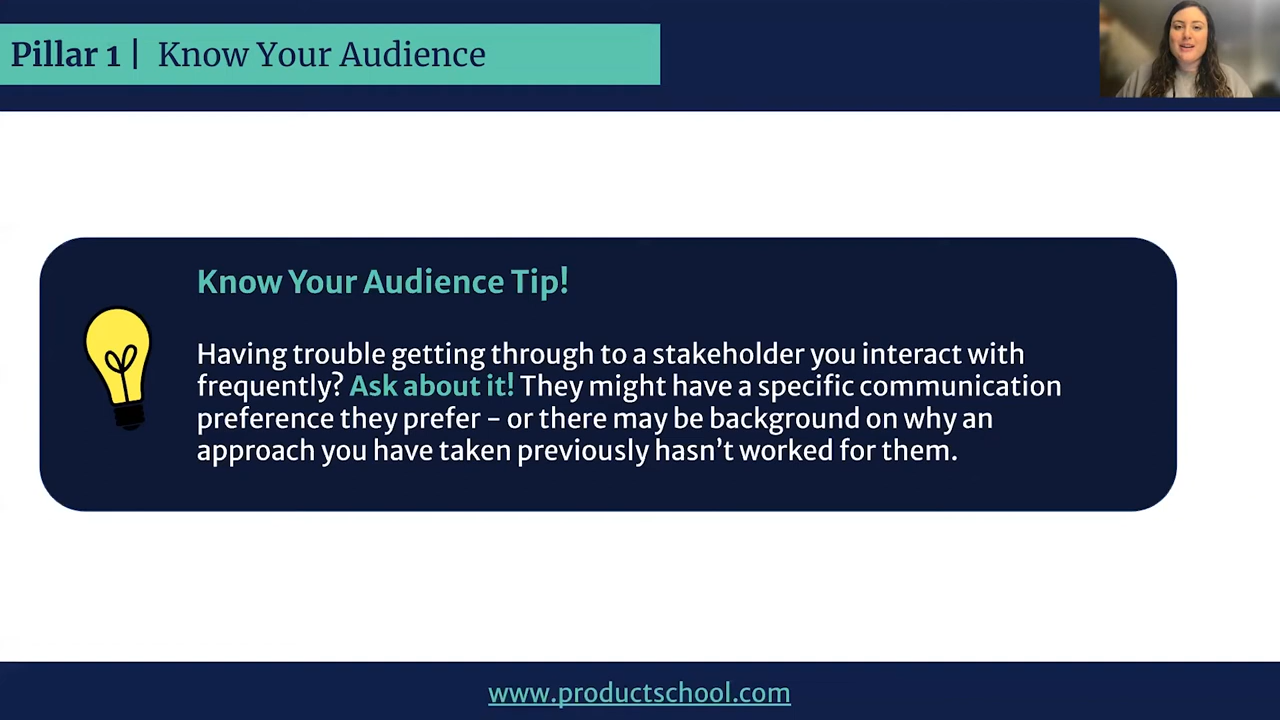 Pillar 1 | Know Your Audience
Know Your Audience Tip!
Having trouble getting through to a stakeholder you interact with
frequently? Ask about it! They might have a specific communication
preference they prefer - or there may be background on why an
approach you have taken previously hasn't worked for them.
www.productschool.com